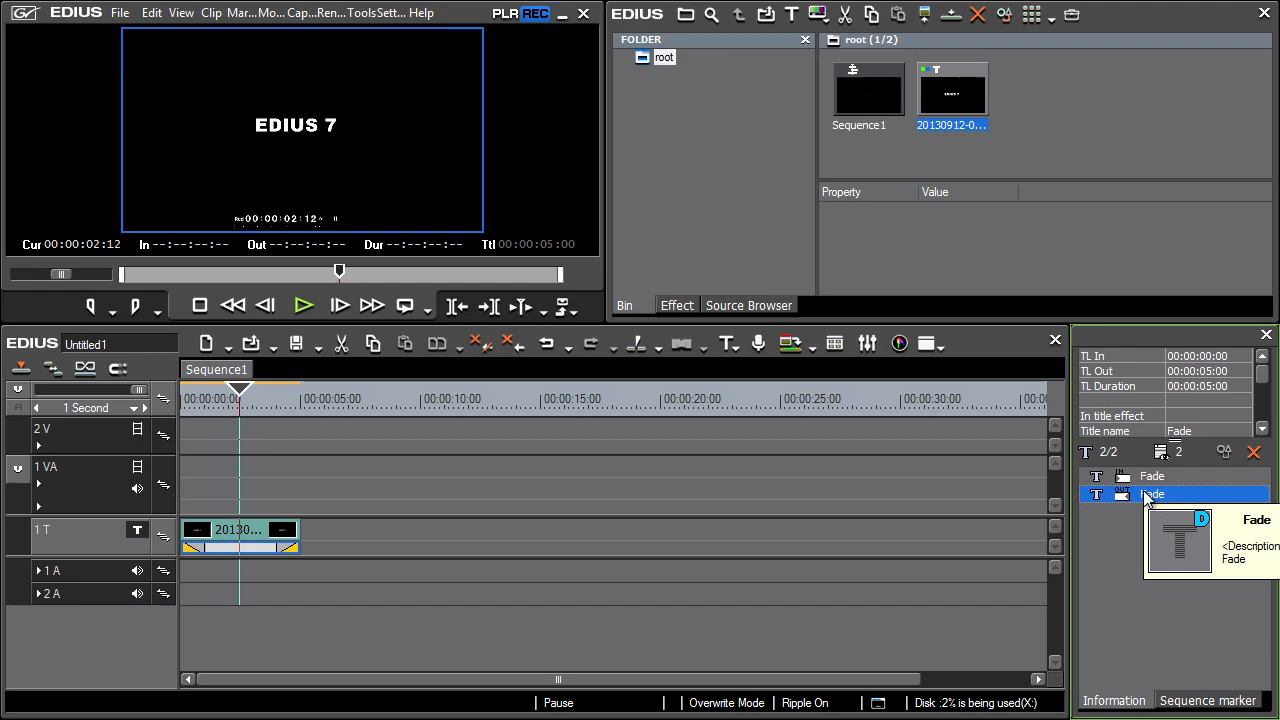 EDIUS File Edit View Clip Mar...Mo... Cap...Ren... ToolsSett... Help PLR REC
EDIUS 7
Rcd 00:00:02:12
Cur 00:00:02:12 In --:--:--:-- Out --:--:--:-- Dur --:--:--:-- Ttl 00:00:05:00
EDIUS
FOLDER
root
root (1/2)
T
Sequence1
20130912-0...
EDIUS 7
Property Value
Bin Effect Source Browser
EDIUS Untitled1
Sequence1
1 Second
00:00:00:00 00:00:05:00 00:00:10:00 00:00:15:00 00:00:20:00 00:00:25:00 00:00:30:00 00:0
2 V
1 VA
1 T T
20130...
1 A
2 A
Pause Overwrite Mode Ripple On Disk :2% is being used(X:)
TL In 00:00:00:00
TL Out 00:00:05:00
TL Duration 00:00:05:00
In title effect
Title name Fade
T 2/2 2
T IN Fade
T OUT Fade
D
T
Fade
<Description
Fade
Information Sequence marker